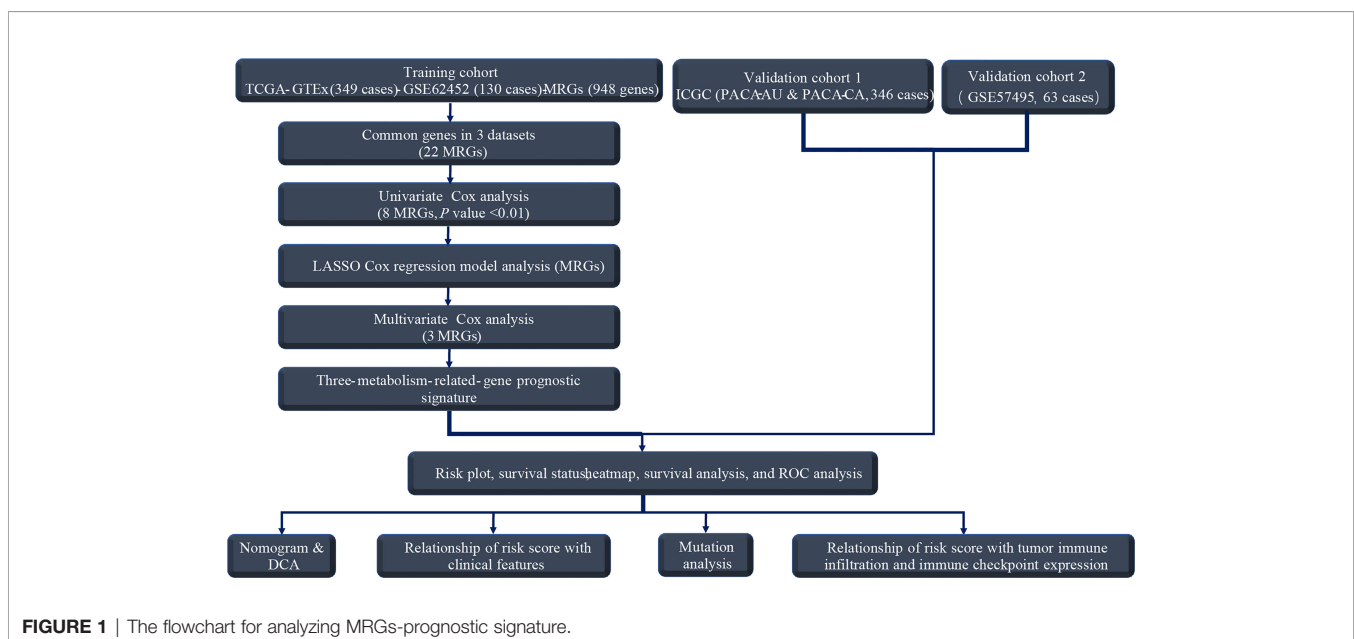 Training cohort
TCGA-GTEx (349 cases)-GSE62452 (130 cases)-MRGs (948 genes)
Validation cohort 1
ICGC (PACA-AU & PACA-CA, 346 cases)
Validation cohort 2
( GSE57495, 63 cases)
Common genes in 3 datasets
(22 MRGs)
Univariate Cox analysis
(8 MRGs, P value <0.01)
LASSO Cox regression model analysis (MRGs)
Multivariate Cox analysis
(3 MRGs)
Three-metabolism-related-gene prognostic
signature
Risk plot, survival status,heatmap, survival analysis, and ROC analysis
Nomogram &
DCA
Relationship of risk score with
clinical features
Mutation
analysis
Relationship of risk score with tumor immune
infiltration and immune checkpoint expression
FIGURE 1 | The flowchart for analyzing MRGs-prognostic signature.